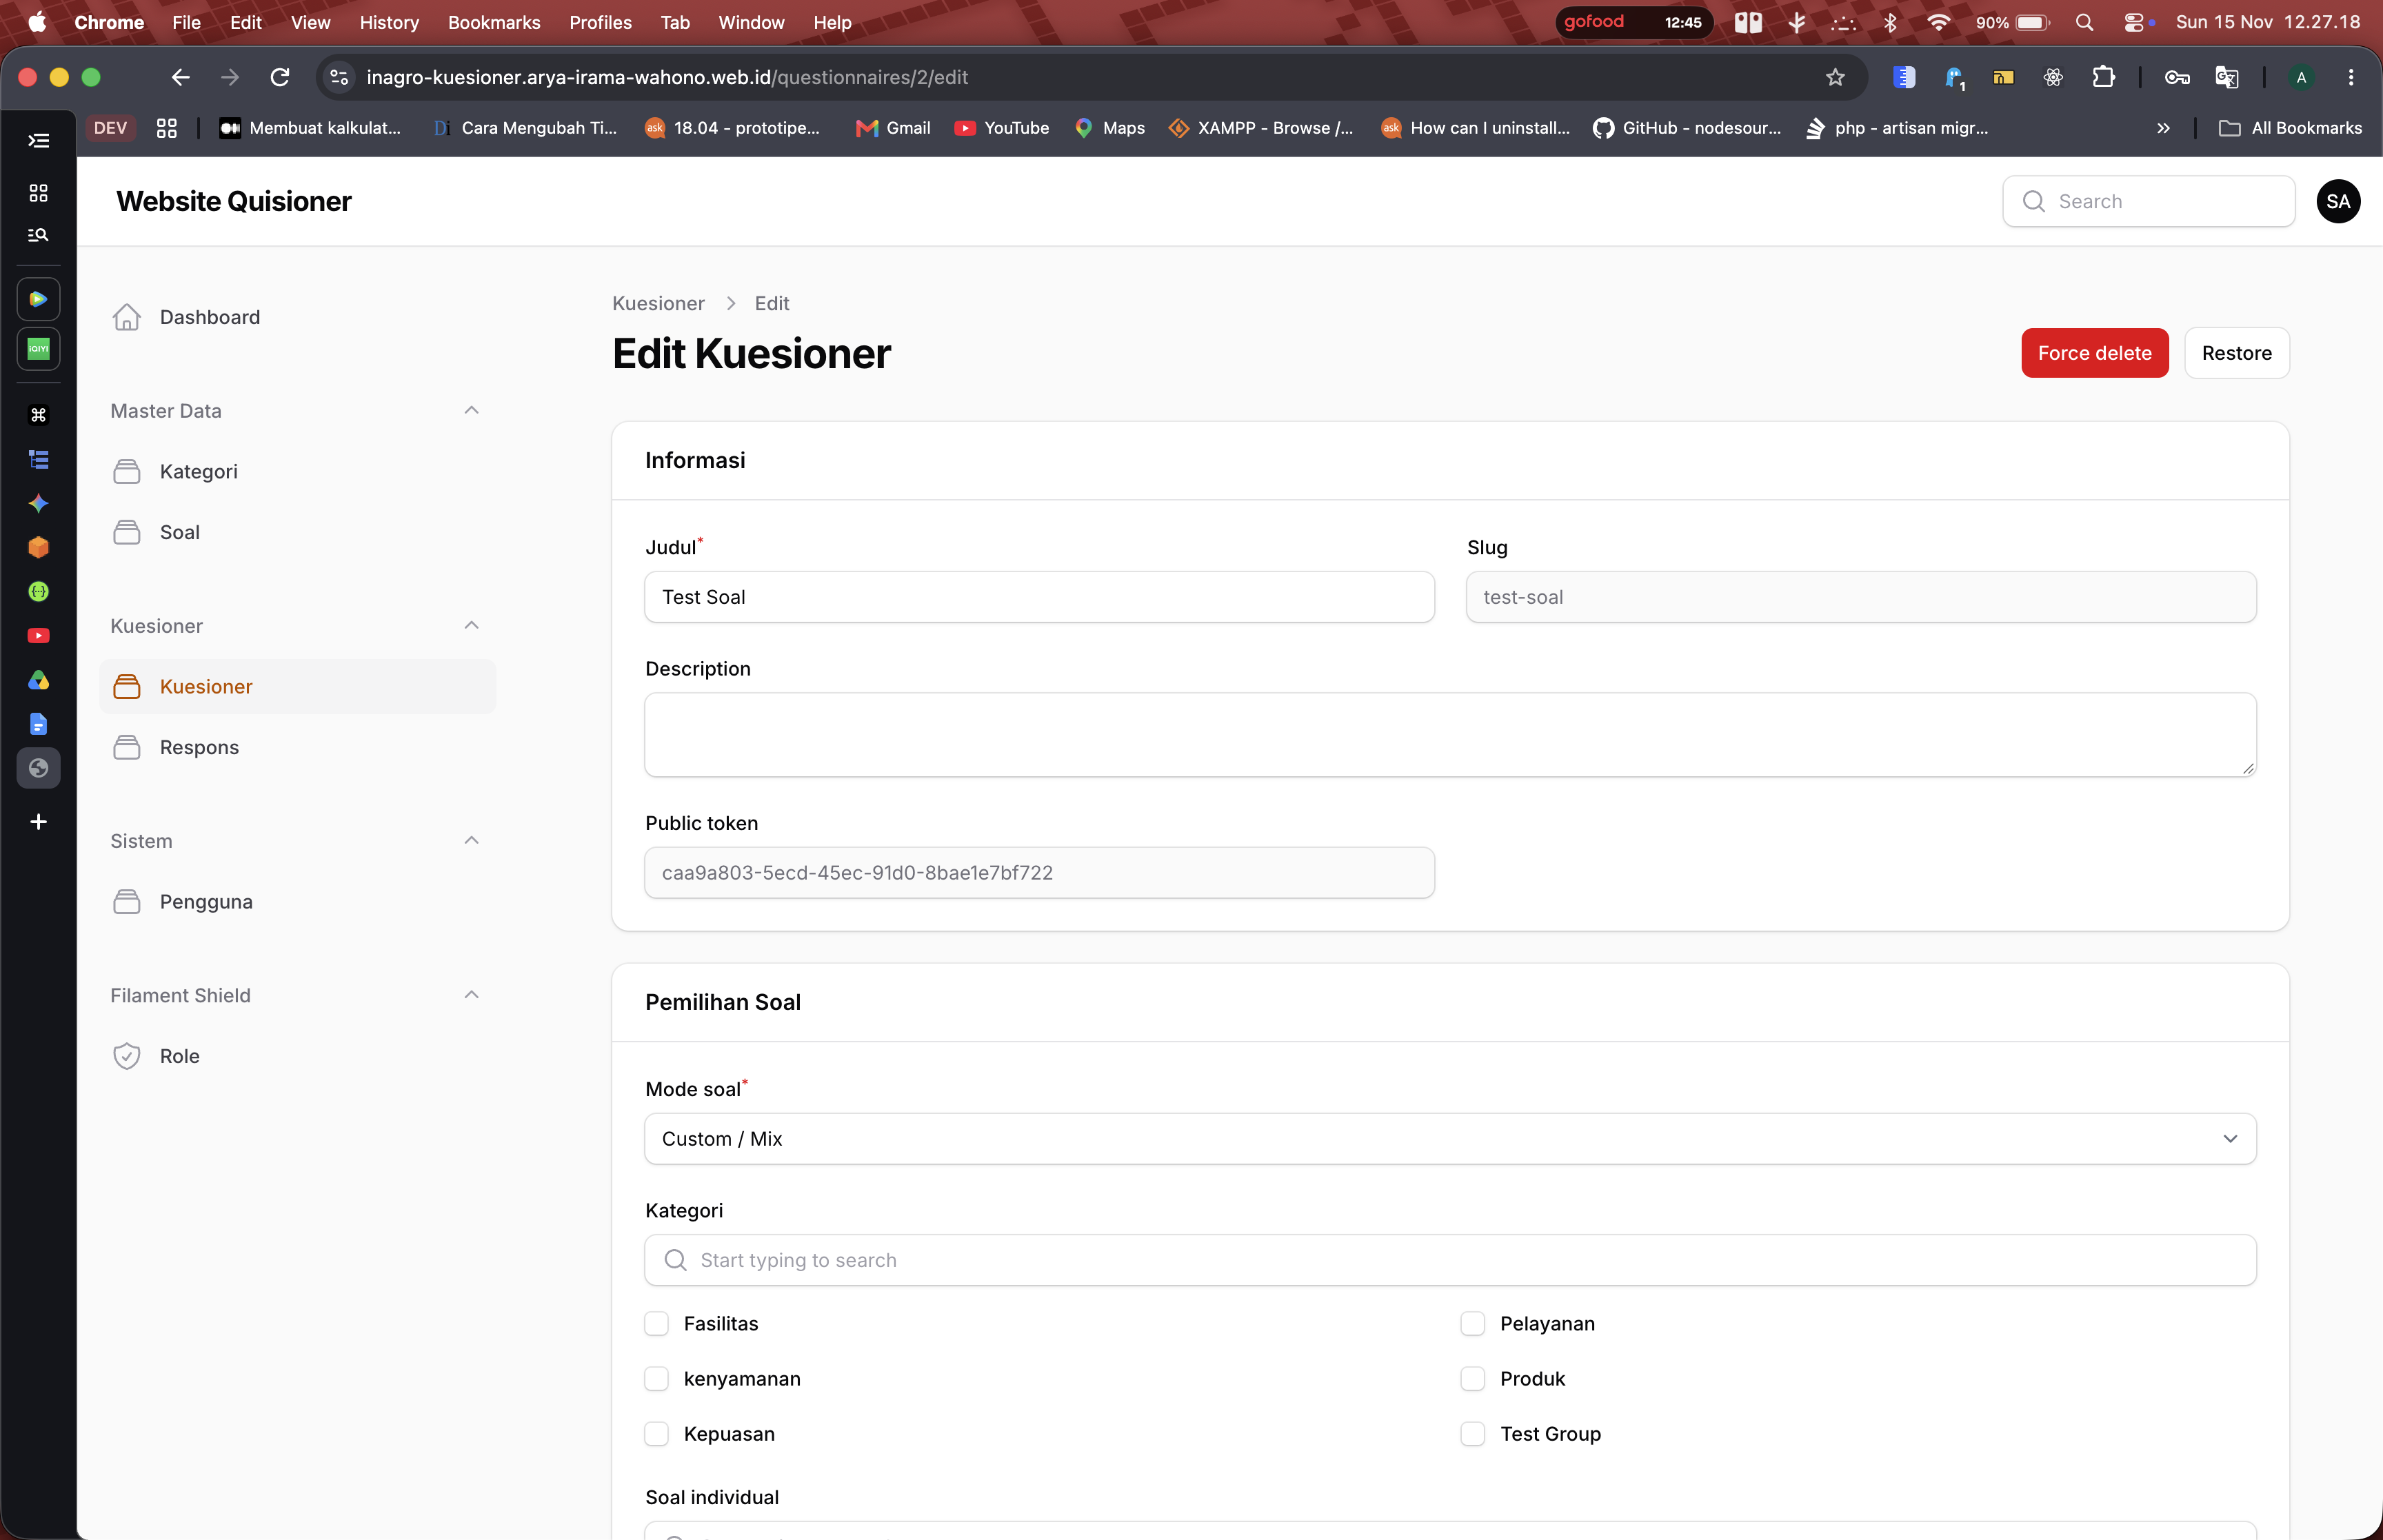 Chrome File Edit View History Bookmarks Profiles Tab Window Help gofood 12:45 90% Sun 15 Nov 12.27.18
inagro-kuesioner.arya-irama-wahono.web.id/questionnaires/2/edit 1 A
DEV Membuat kalkulat... Di Cara Mengubah Ti... ask 18.04 - prototipe... Gmail YouTube Maps XAMPP - Browse /... ask How can I uninstall... GitHub - nodesour... php - artisan migr... All Bookmarks
iQIYI
Website Quisioner
Search
SA
Dashboard
Master Data
Kategori
Soal
Kuesioner
Kuesioner
Respons
Sistem
Pengguna
Filament Shield
Role
Kuesioner > Edit
Edit Kuesioner
Force delete
Restore
Informasi
Judul* Slug
Test Soal test-soal
Description
Public token
caa9a803-5ecd-45ec-91d0-8bae1e7bf722
Pemilihan Soal
Mode soal*
Custom / Mix
Kategori
Start typing to search
Fasilitas Pelayanan
kenyamanan Produk
Kepuasan Test Group
Soal individual